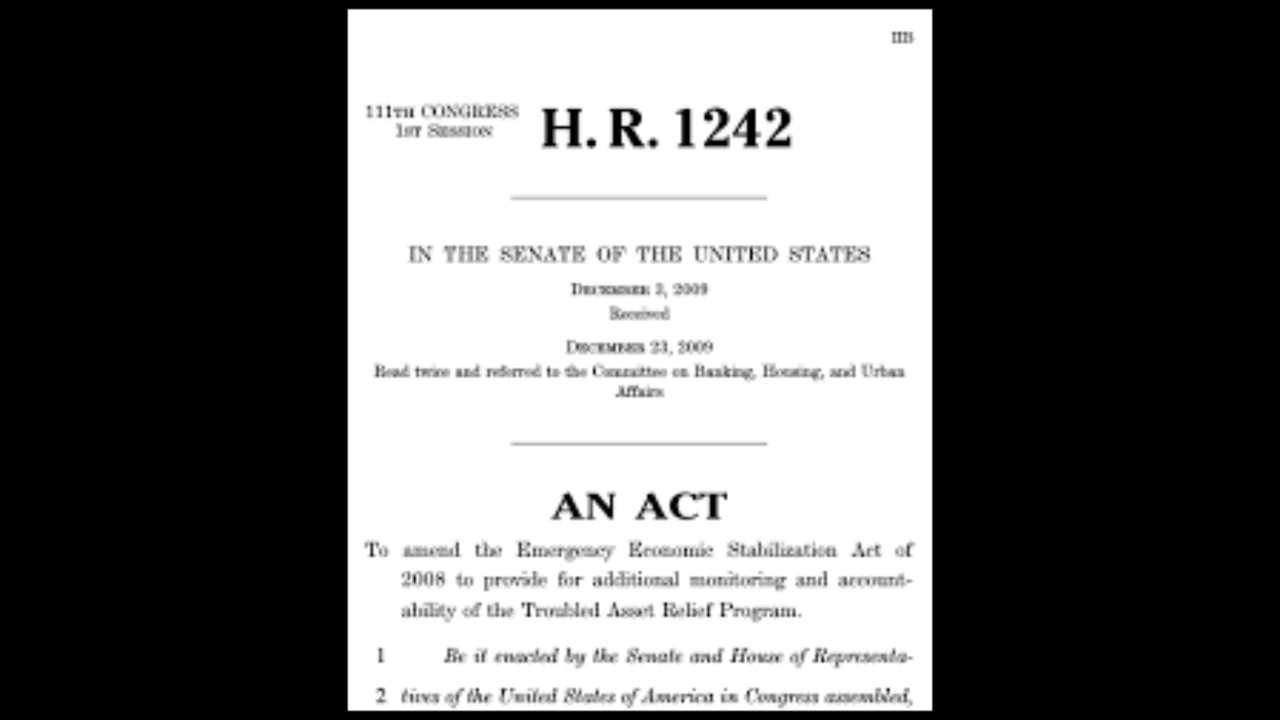 IIB
111TH CONGRESS
1ST SESSION
H. R. 1242
IN THE SENATE OF THE UNITED STATES
DECEMBER 3, 2009
Received
DECEMBER 23, 2009
Read twice and referred to the Committee on Banking, Housing, and Urban
Affairs
AN ACT
To amend the Emergency Economic Stabilization Act of
2008 to provide for additional monitoring and account-
ability of the Troubled Asset Relief Program.
1 Be it enacted by the Senate and House of Representa-
2 tives of the United States of America in Congress assembled,